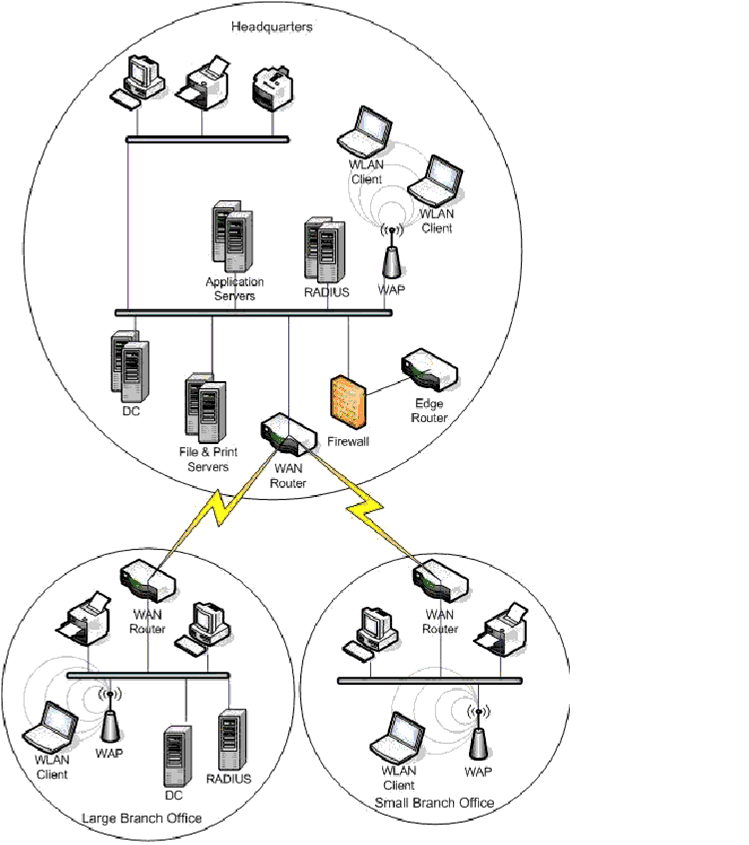 Headquarters
WLAN
Client
WLAN
Client
Application
Servers
RADIUS
WAP
DC
File & Print
Servers
WAN
Router
Firewall
Edge
Router
WAN
Router
WLAN
Client
WAP
DC
RADIUS
Large Branch Office
WAN
Router
WLAN
Client
WAP
Small Branch Office